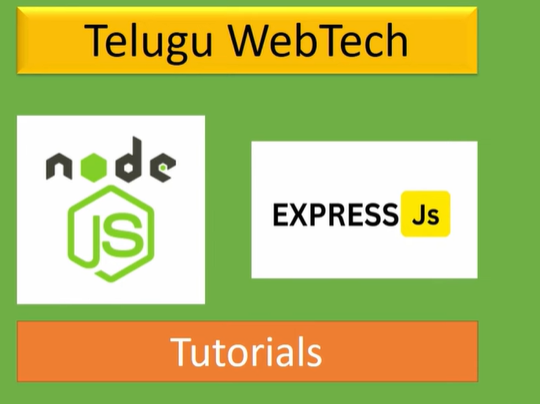 Telugu WebTech
node
JS
EXPRESS Js
Tutorials